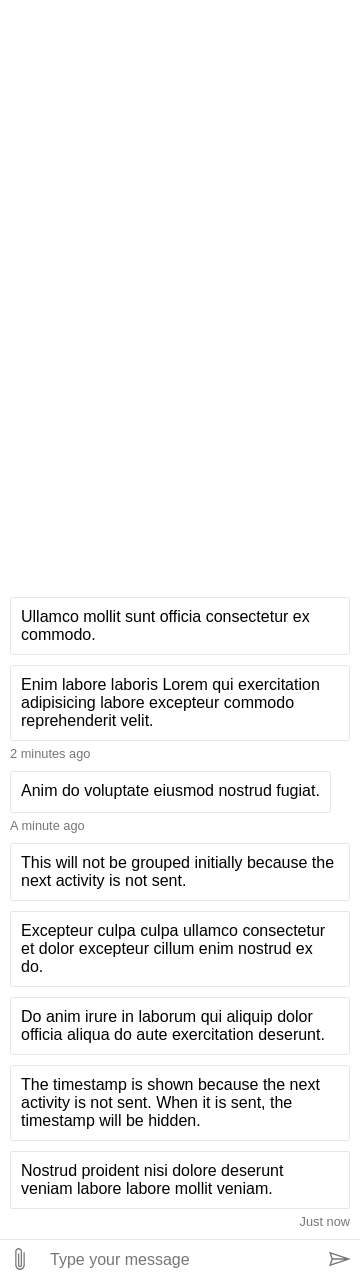 Ullamco mollit sunt officia consectetur ex
commodo.
Enim labore laboris Lorem qui exercitation
adipisicing labore excepteur commodo
reprehenderit velit.
2 minutes ago
Anim do voluptate eiusmod nostrud fugiat.
A minute ago
This will not be grouped initially because the
next activity is not sent.
Excepteur culpa culpa ullamco consectetur
et dolor excepteur cillum enim nostrud ex
do.
Do anim irure in laborum qui aliquip dolor
officia aliqua do aute exercitation deserunt.
The timestamp is shown because the next
activity is not sent. When it is sent, the
timestamp will be hidden.
Nostrud proident nisi dolore deserunt
veniam labore labore mollit veniam.
Just now
Type your message